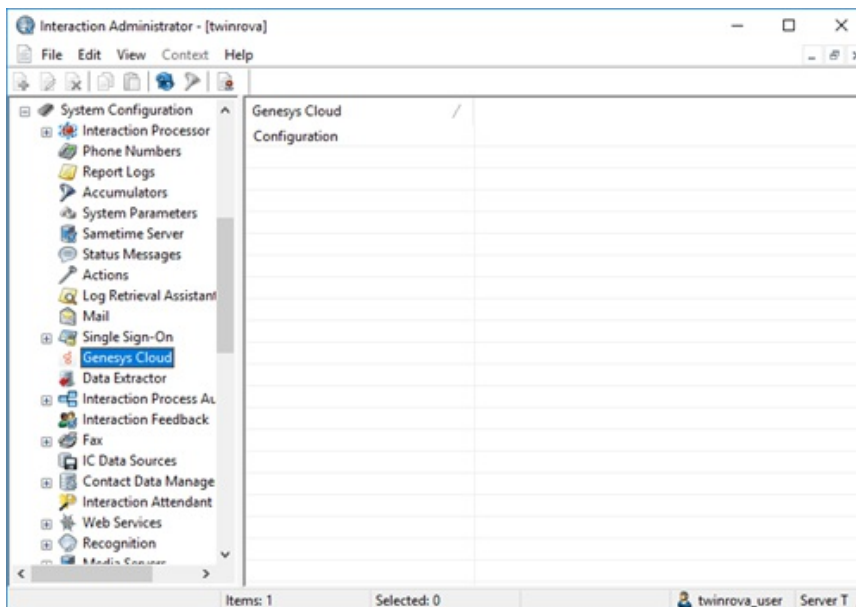 Interaction Administrator - [twinrova]
File Edit View Context Help
System Configuration
Interaction Processor
Phone Numbers
Report Logs
Accumulators
System Parameters
Sametime Server
Status Messages
Actions
Log Retrieval Assistant
Mail
Single Sign-On
Genesys Cloud
Data Extractor
Interaction Process Au
Interaction Feedback
Fax
IC Data Sources
Contact Data Manage
Interaction Attendant
Web Services
Recognition
Media Servers
Genesys Cloud
Configuration
Items: 1 Selected: 0 twinrova_user Server T